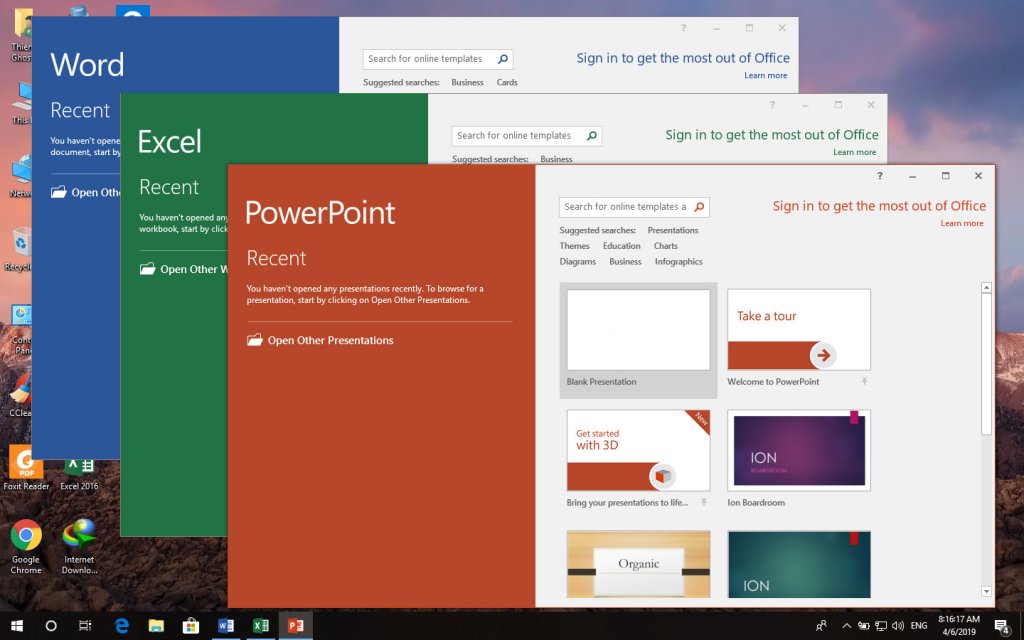 Word
Recent
You haven't opened
document, start by
Open Othe
Search for online templates
Suggested searches: Business Cards
Sign in to get the most out of Office
Learn more
Excel
Recent
You haven't opened any
workbook, start by click
Open Other W
Search for online templates
Suggested searches: Business
Sign in to get the most out of Office
Learn more
PowerPoint
Recent
You haven't opened any presentations recently. To browse for a
presentation, start by clicking on Open Other Presentations.
Open Other Presentations
?
Search for online templates a
Suggested searches: Presentations
Themes Education Charts
Diagrams Business Infographics
Sign in to get the most out of Office
Learn more
Blank Presentation
Take a tour
Welcome to PowerPoint
New
Get started
with 3D
Bring your presentations to life...
ION
BOARDROOM
Ion Boardroom
Organic
ION
Thien
Ghost
This
Netw
Recycl
Cont
Pane
CClea
PDF
Foxit Reader
Excel 2016
Google
Chrome
Internet
Downlo...
ENG
8:16:17 AM
4/6/2019
4